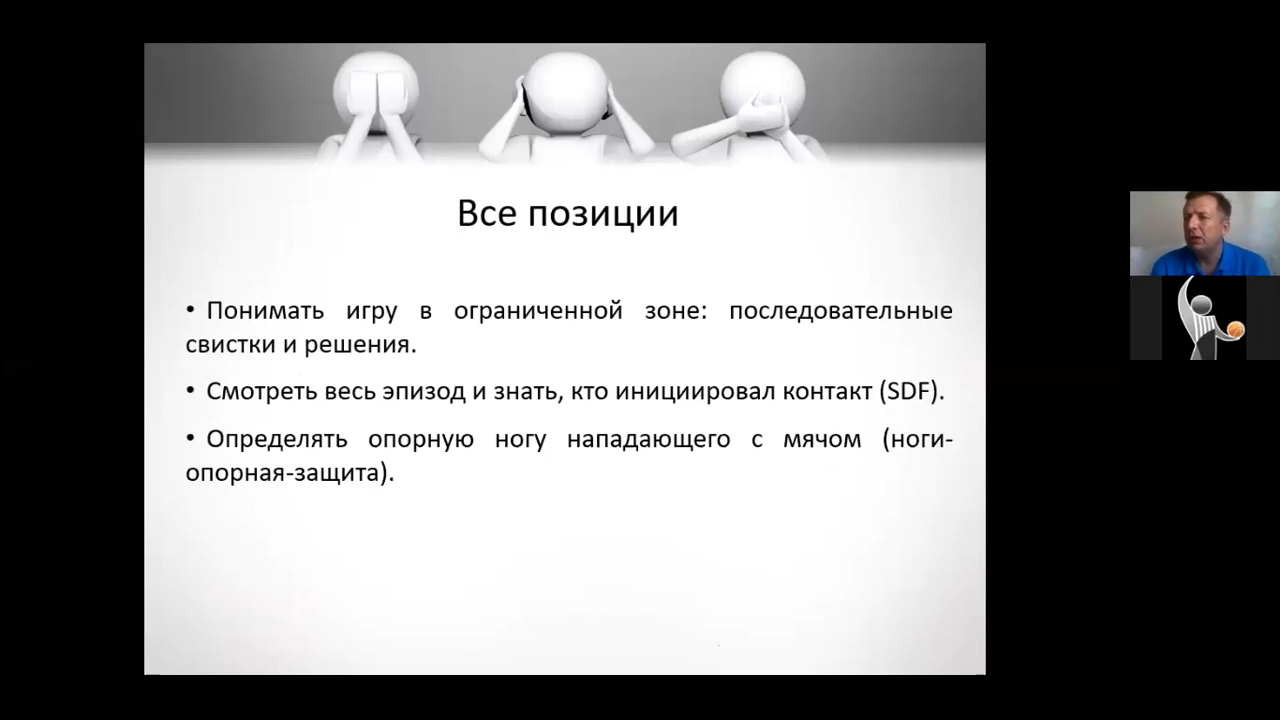 Все позиции
• Понимать игру в ограниченной зоне: последовательные
свистки и решения.
• Смотреть весь эпизод и знать, кто инициировал контакт (SDF).
• Определять опорную ногу нападающего с мячом (ноги-
опорная-защита).